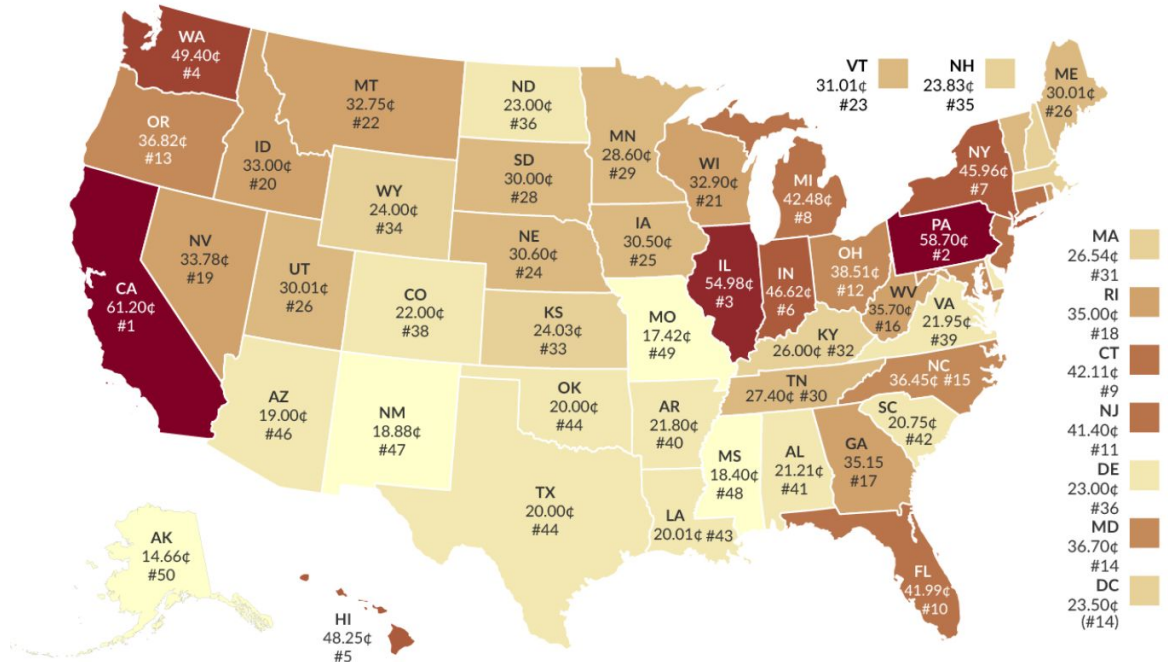 WA
49.40¢
#4
MT
32.75¢
#22
ND
23.00¢
#36
VT
31.01¢
#23
NH
23.83¢
#35
ME
30.01¢
#26
OR
36.82¢
#13
ID
33.00¢
#20
MN
28.60¢
#29
SD
30.00¢
#28
WI
32.90¢
#21
MI
42.48¢
#8
NY
45.96¢
#7
WY
24.00¢
#34
IA
30.50¢
#25
NE
30.60¢
#24
NV
33.78¢
#19
UT
30.01¢
#26
CA
61.20¢
#1
CO
22.00¢
#38
KS
24.03¢
#33
MO
17.42¢
#49
IL
54.98¢
#3
IN
46.62¢
#6
OH
38.51¢
#12
PA
58.70¢
#2
WV
35.70¢
#16
VA
21.95¢
#39
KY
26.00¢ #32
MA
26.54¢
#31
RI
35.00¢
#18
CT
42.11¢
#9
NJ
41.40¢
#11
DE
23.00¢
#36
MD
36.70¢
#14
DC
23.50¢
(#14)
AZ
19.00¢
#46
NM
18.88¢
#47
OK
20.00¢
#44
AR
21.80¢
#40
TN
27.40¢ #30
NC
36.45¢ #15
SC
20.75¢
#42
MS
18.40¢
#48
AL
21.21¢
#41
GA
35.15
#17
TX
20.00¢
#44
LA
20.01¢ #43
FL
41.99¢
#10
AK
14.66¢
#50
HI
48.25¢
#5